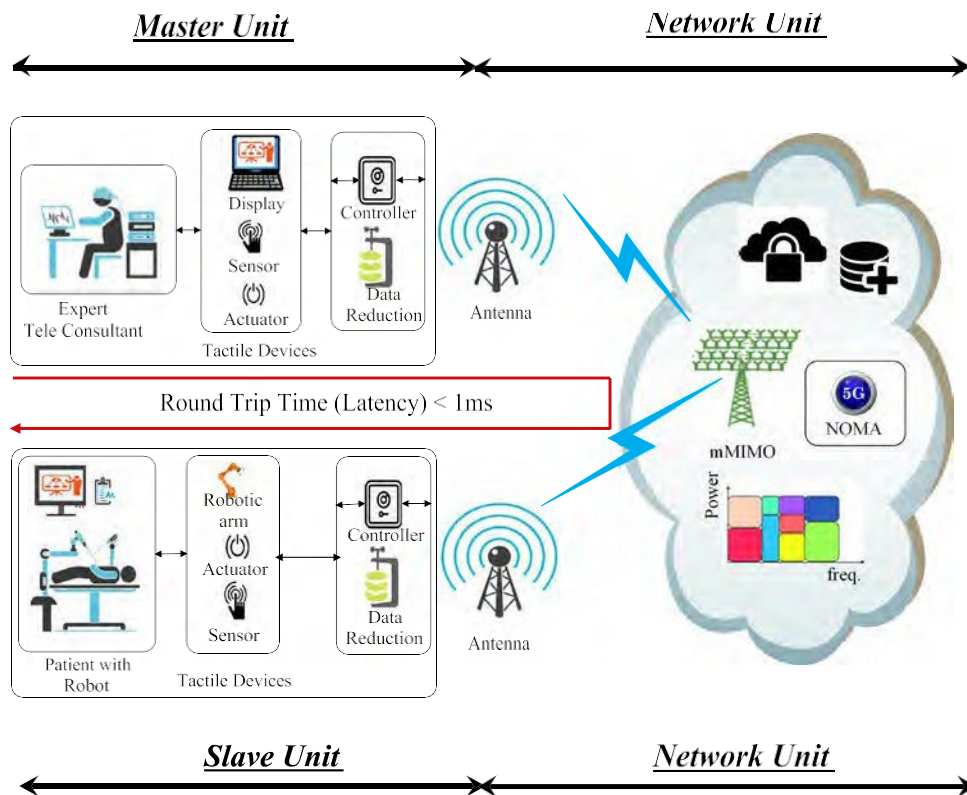 Master Unit
Network Unit
Display
Sensor
Actuator
Controller
Data
Reduction
Expert
Tele Consultant
Tactile Devices
Antenna
Round Trip Time (Latency) < 1ms
mMIMO
5G
NOMA
Power
freq.
Robotic
arm
Actuator
Sensor
Controller
Data
Reduction
Patient with
Robot
Tactile Devices
Antenna
Slave Unit
Network Unit